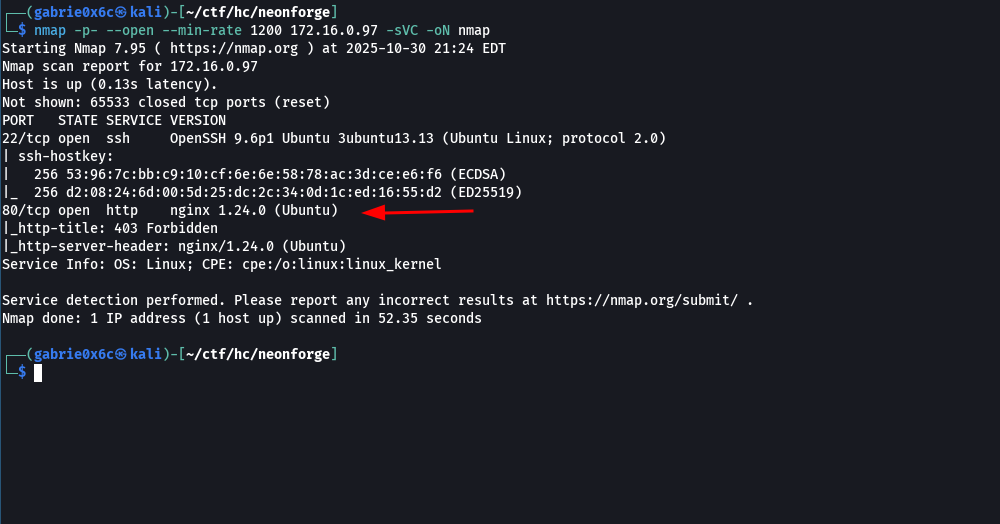 ┌──(gabrie0x6c㉿kali)-[~/ctf/hc/neonforge]
└─$ nmap -p- --open --min-rate 1200 172.16.0.97 -sVC -oN nmap
Starting Nmap 7.95 ( https://nmap.org ) at 2025-10-30 21:24 EDT
Nmap scan report for 172.16.0.97
Host is up (0.13s latency).
Not shown: 65533 closed tcp ports (reset)
PORT   STATE SERVICE VERSION
22/tcp open  ssh     OpenSSH 9.6p1 Ubuntu 3ubuntu13.13 (Ubuntu Linux; protocol 2.0)
| ssh-hostkey:
|   256 53:96:7c:bb:c9:10:cf:6e:6e:58:78:ac:3d:ce:e6:f6 (ECDSA)
|_  256 d2:08:24:6d:00:5d:25:dc:2c:34:0d:1c:ed:16:55:d2 (ED25519)
80/tcp open  http    nginx 1.24.0 (Ubuntu)
|_http-title: 403 Forbidden
|_http-server-header: nginx/1.24.0 (Ubuntu)
Service Info: OS: Linux; CPE: cpe:/o:linux:linux_kernel

Service detection performed. Please report any incorrect results at https://nmap.org/submit/ .
Nmap done: 1 IP address (1 host up) scanned in 52.35 seconds

┌──(gabrie0x6c㉿kali)-[~/ctf/hc/neonforge]
└─$